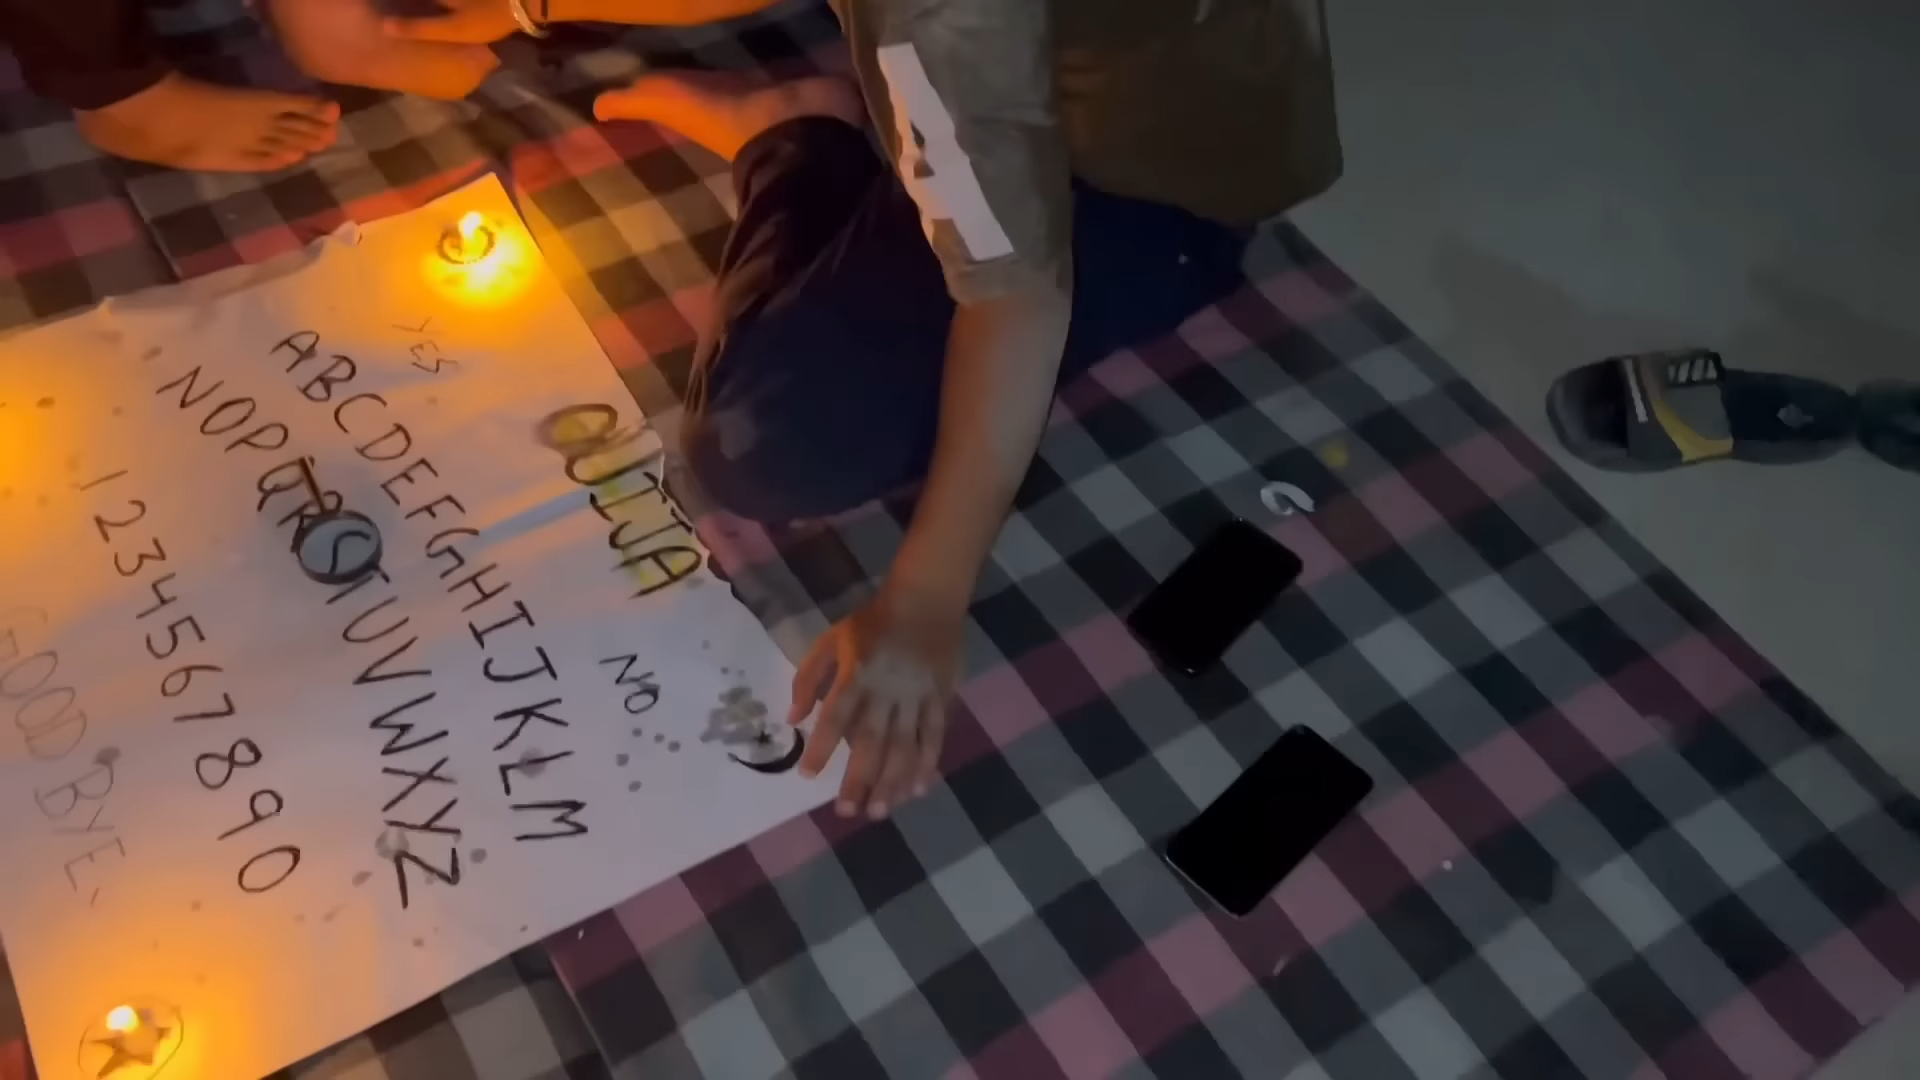 OUIJA
YES
NO
ABCDEFGHIJKLM
NOPQRSTUVWXYZ
1234567890
GOOD BYE.